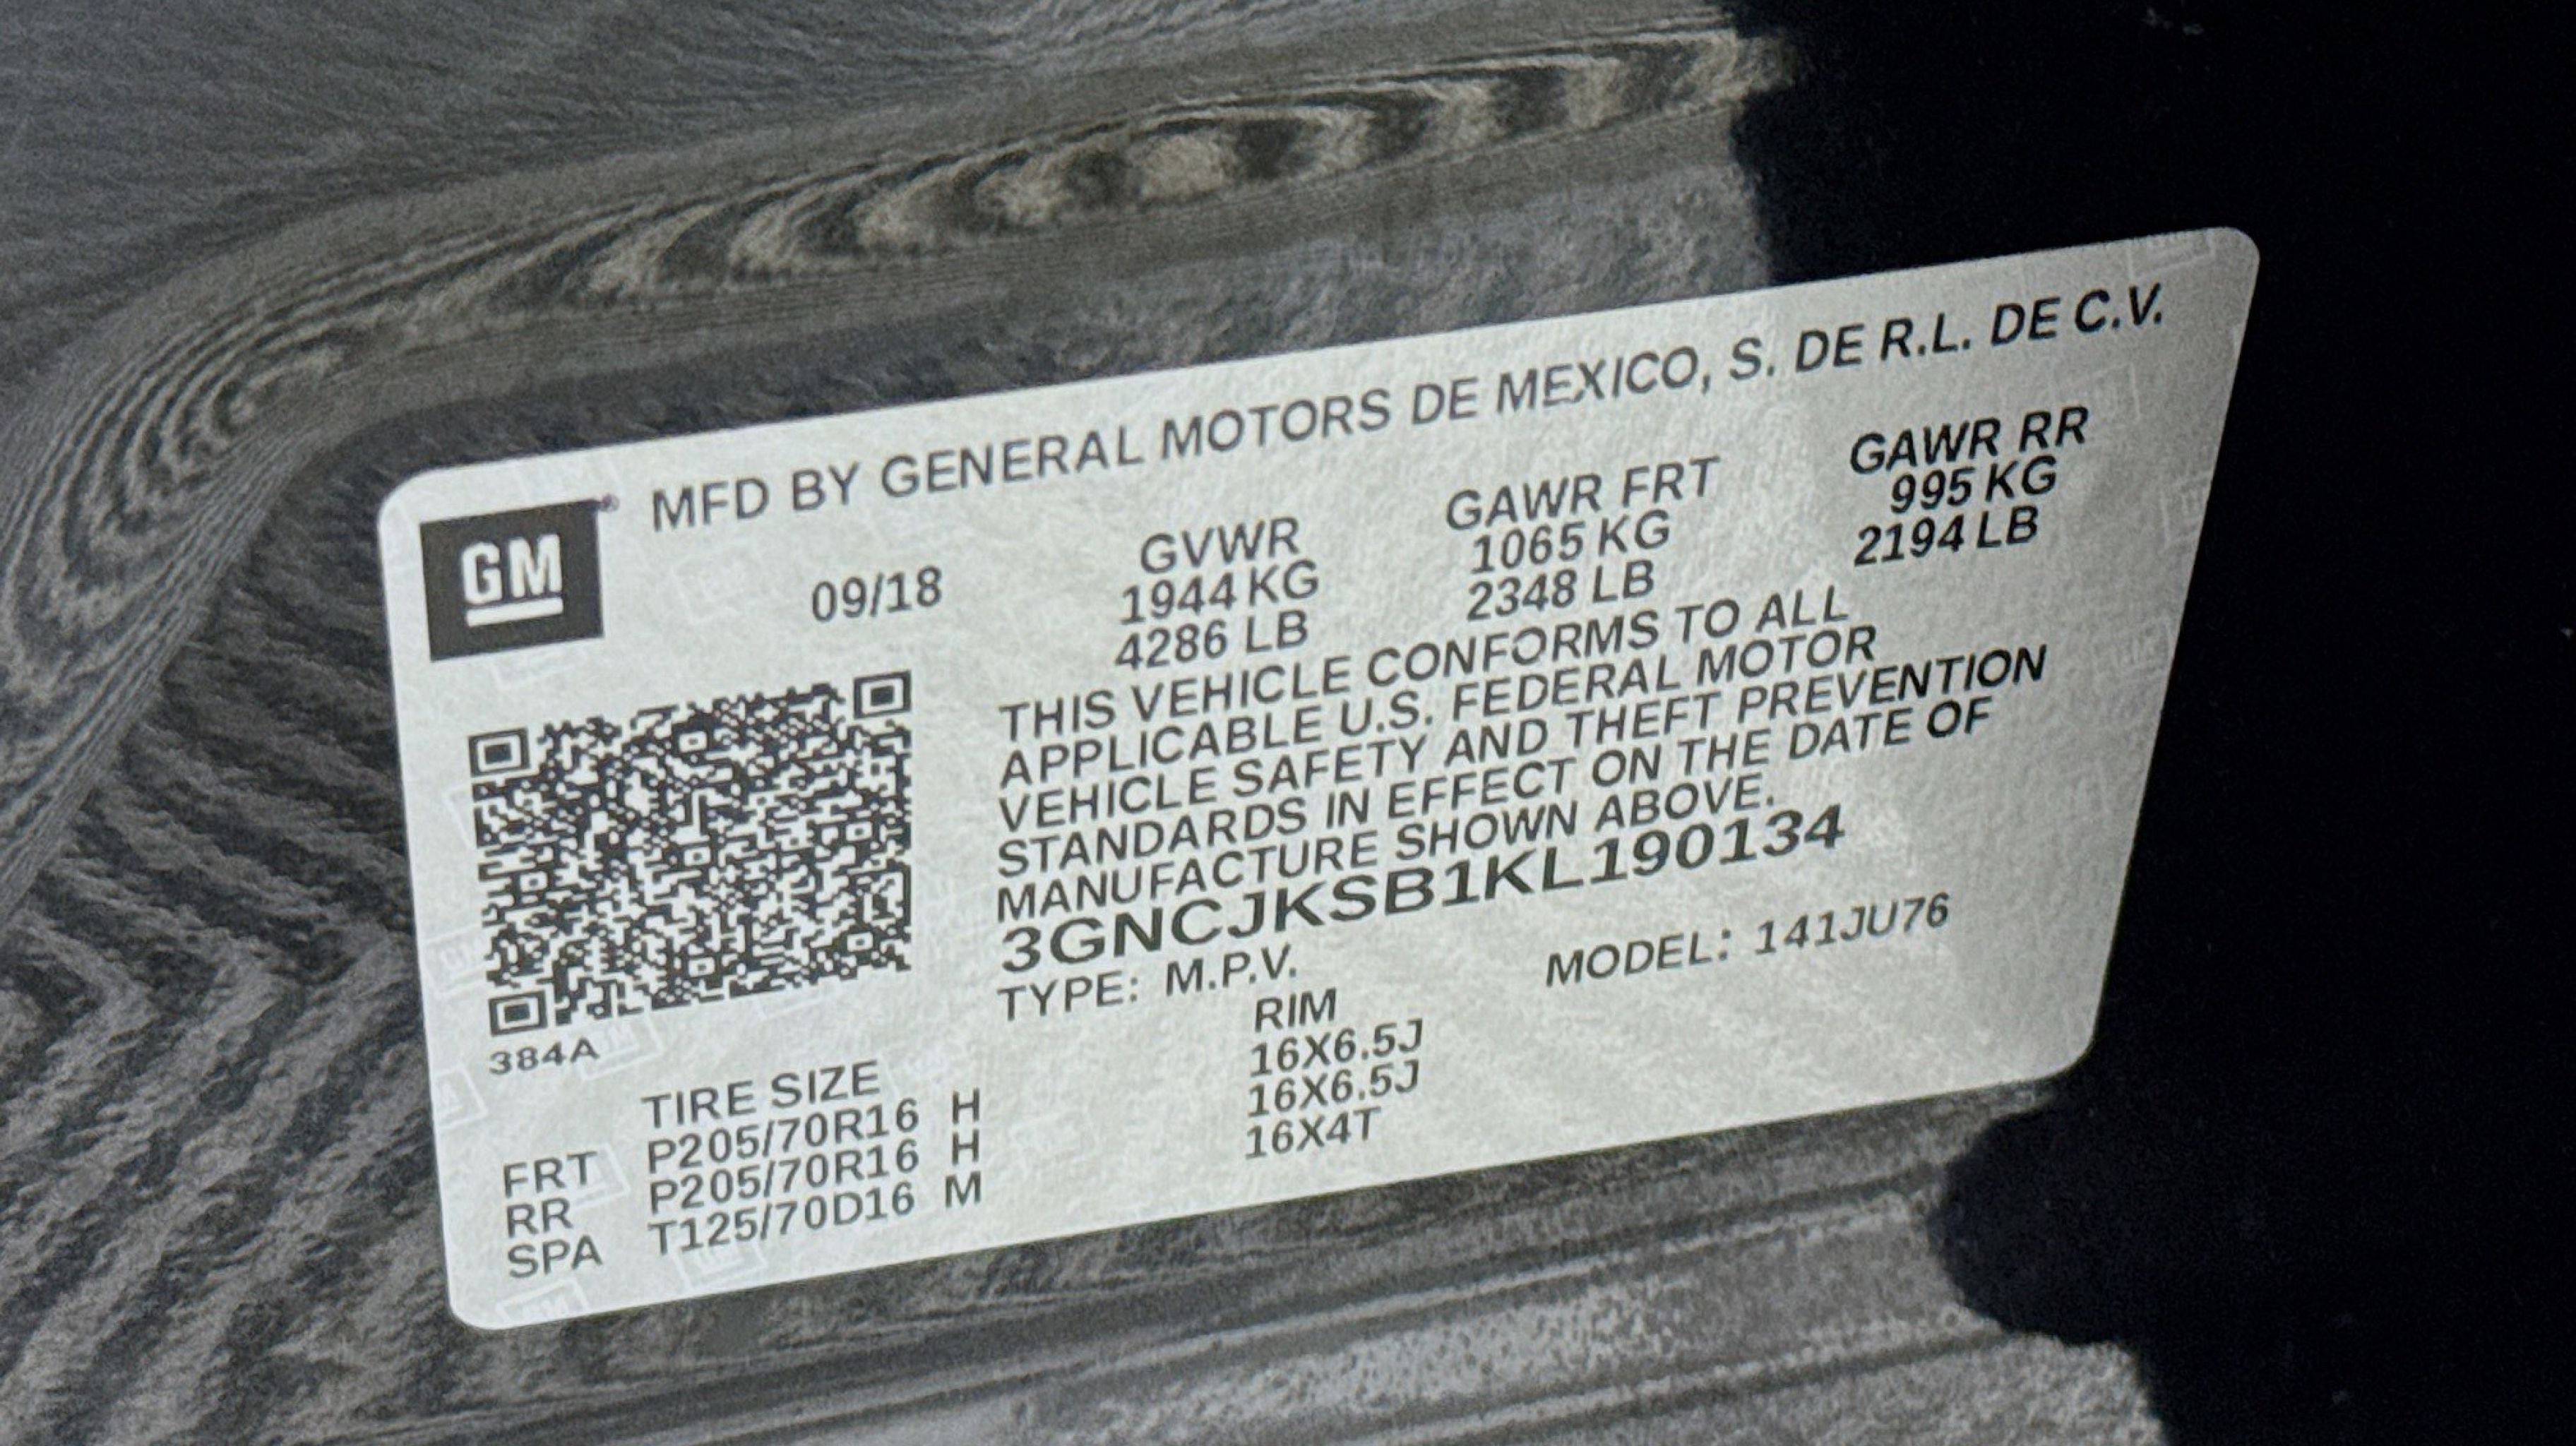 MFD BY GENERAL MOTORS DE MEXICO, S. DE R.L. DE C.V.
GM
09/18
GVWR GAWR FRT GAWR RR
1944 KG 1065 KG 995 KG
4286 LB 2348 LB 2194 LB
THIS VEHICLE CONFORMS TO ALL
APPLICABLE U.S. FEDERAL MOTOR
VEHICLE SAFETY AND THEFT PREVENTION
STANDARDS IN EFFECT ON THE DATE OF
MANUFACTURE SHOWN ABOVE.
3GNCJKSB1KL190134
TYPE: M.P.V. MODEL: 141JU76
384A
TIRE SIZE RIM
FRT P205/70R16 H 16X6.5J
RR P205/70R16 H 16X6.5J
SPA T125/70D16 M 16X4T